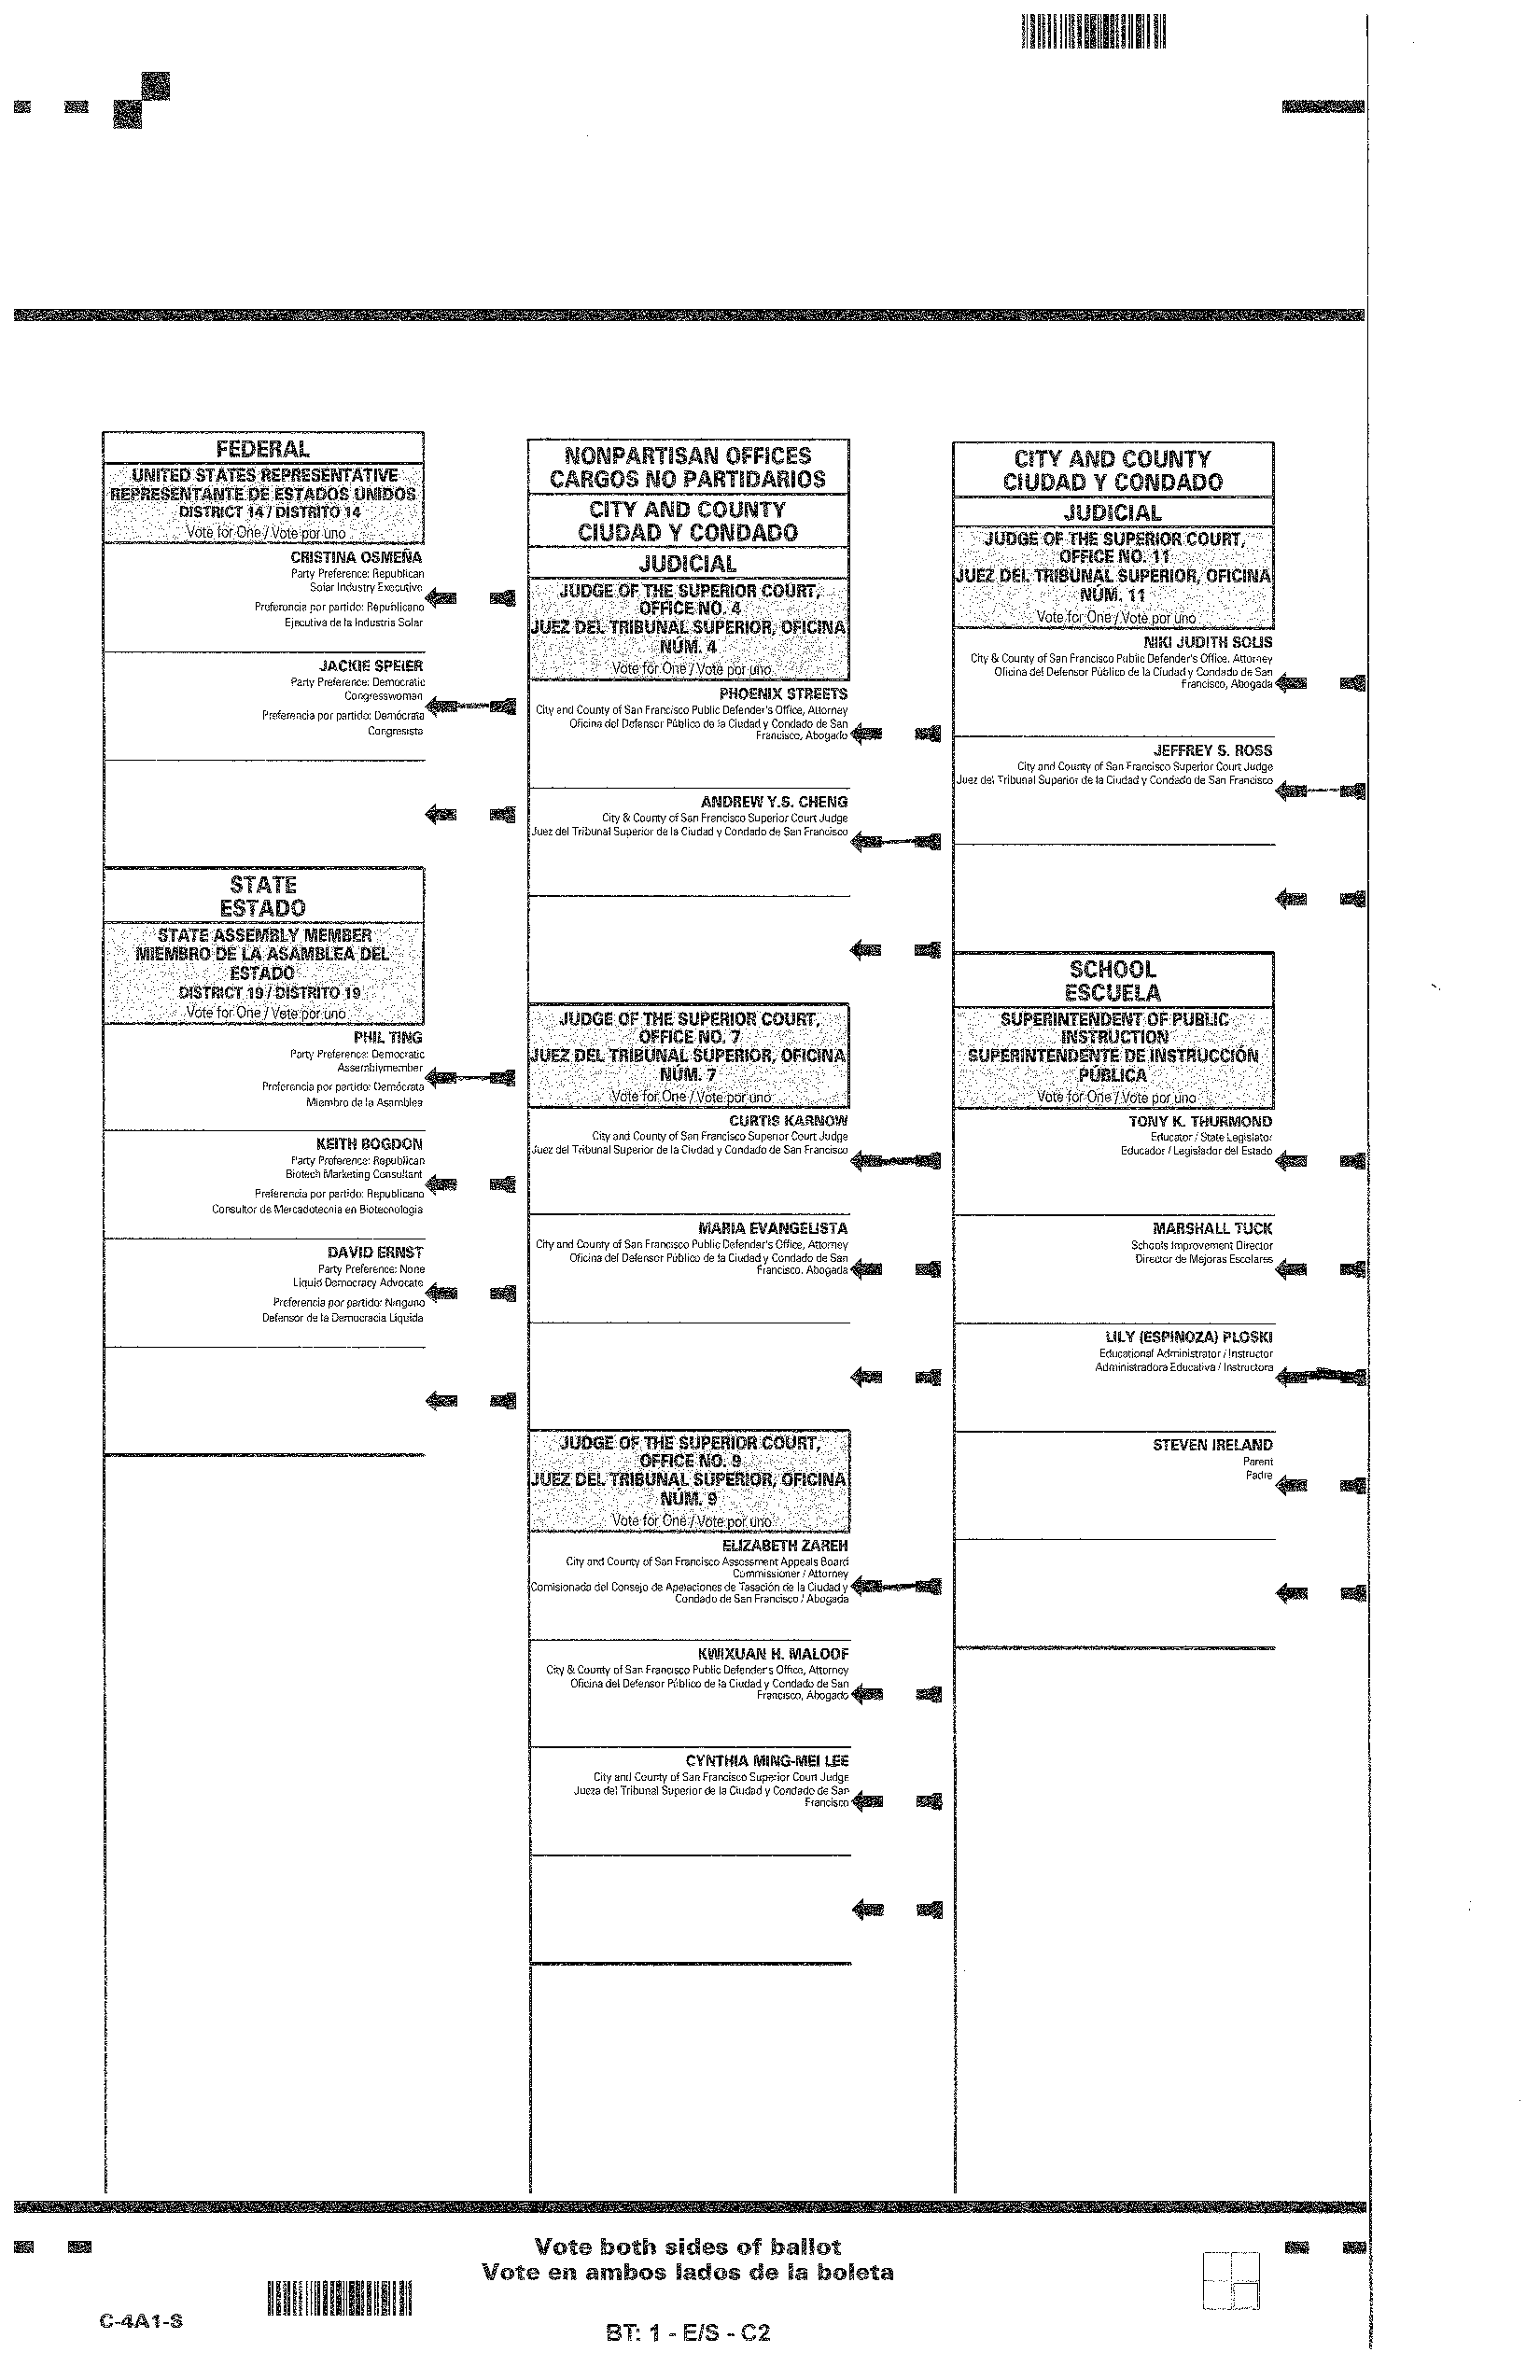 FEDERAL
UNITED STATES REPRESENTATIVE
REPRESENTANTE DE ESTADOS UNIDOS
DISTRICT 14 / DISTRITO 14
Vote for One / Vote por uno
CRISTINA OSMEÑA
Party Preference: Republican
Solar Industry Executive
Preferencia por partido: Republicano
Ejecutiva de la Industria Solar
JACKIE SPEIER
Party Preference: Democratic
Congresswoman
Preferencia por partido: Demócrata
Congresista
STATE
ESTADO
STATE ASSEMBLY MEMBER
MIEMBRO DE LA ASAMBLEA DEL
ESTADO
DISTRICT 19 / DISTRITO 19
Vote for One / Vote por uno
PHIL TING
Party Preference: Democratic
Assemblymember
Preferencia por partido: Demócrata
Miembro de la Asamblea
KEITH BOGDON
Party Preference: Republican
Biotech Marketing Consultant
Preferencia por partido: Republicano
Consultor de Mercadotecnia en Biotecnología
DAVID ERNST
Party Preference: None
Liquid Democracy Advocate
Preferencia por partido: Ninguno
Defensor de la Democracia Líquida
NONPARTISAN OFFICES
CARGOS NO PARTIDARIOS
CITY AND COUNTY
CIUDAD Y CONDADO
JUDICIAL
JUDGE OF THE SUPERIOR COURT,
OFFICE NO. 4
JUEZ DEL TRIBUNAL SUPERIOR, OFICINA
NÚM. 4
Vote for One / Vote por uno
PHOENIX STREETS
City and County of San Francisco Public Defender's Office, Attorney
Oficina del Defensor Público de la Ciudad y Condado de San
Francisco, Abogado
ANDREW Y.S. CHENG
City & County of San Francisco Superior Court Judge
Juez del Tribunal Superior de la Ciudad y Condado de San Francisco
JUDGE OF THE SUPERIOR COURT,
OFFICE NO. 7
JUEZ DEL TRIBUNAL SUPERIOR, OFICINA
NÚM. 7
Vote for One / Vote por uno
CURTIS KARNOW
City and County of San Francisco Superior Court Judge
Juez del Tribunal Superior de la Ciudad y Condado de San Francisco
MARIA EVANGELISTA
City and County of San Francisco Public Defender's Office, Attorney
Oficina del Defensor Público de la Ciudad y Condado de San
Francisco, Abogada
JUDGE OF THE SUPERIOR COURT,
OFFICE NO. 9
JUEZ DEL TRIBUNAL SUPERIOR, OFICINA
NÚM. 9
Vote for One / Vote por uno
ELIZABETH ZAREH
City and County of San Francisco Assessment Appeals Board
Commissioner / Attorney
Comisionada del Consejo de Apelaciones de Tasación de la Ciudad y
Condado de San Francisco / Abogada
KWIXUAN H. MALOOF
City & County of San Francisco Public Defender's Office, Attorney
Oficina del Defensor Público de la Ciudad y Condado de San
Francisco, Abogado
CYNTHIA MING-MEI LEE
City and County of San Francisco Superior Court Judge
Jueza del Tribunal Superior de la Ciudad y Condado de San
Francisco
CITY AND COUNTY
CIUDAD Y CONDADO
JUDICIAL
JUDGE OF THE SUPERIOR COURT,
OFFICE NO. 11
JUEZ DEL TRIBUNAL SUPERIOR, OFICINA
NÚM. 11
Vote for One / Vote por uno
NIKI JUDITH SOLIS
City & County of San Francisco Public Defender's Office, Attorney
Oficina del Defensor Público de la Ciudad y Condado de San
Francisco, Abogada
JEFFREY S. ROSS
City and County of San Francisco Superior Court Judge
Juez del Tribunal Superior de la Ciudad y Condado de San Francisco
SCHOOL
ESCUELA
SUPERINTENDENT OF PUBLIC
INSTRUCTION
SUPERINTENDENTE DE INSTRUCCIÓN
PÚBLICA
Vote for One / Vote por uno
TONY K. THURMOND
Educator / State Legislator
Educador / Legislador del Estado
MARSHALL TUCK
Schools Improvement Director
Director de Mejoras Escolares
LILY (ESPINOZA) PLOSKI
Educational Administrator / Instructor
Administradora Educativa / Instructora
STEVEN IRELAND
Parent
Padre
Vote both sides of ballot
Vote en ambos lados de la boleta
C-4A1-S
BT: 1 - E/S - C2